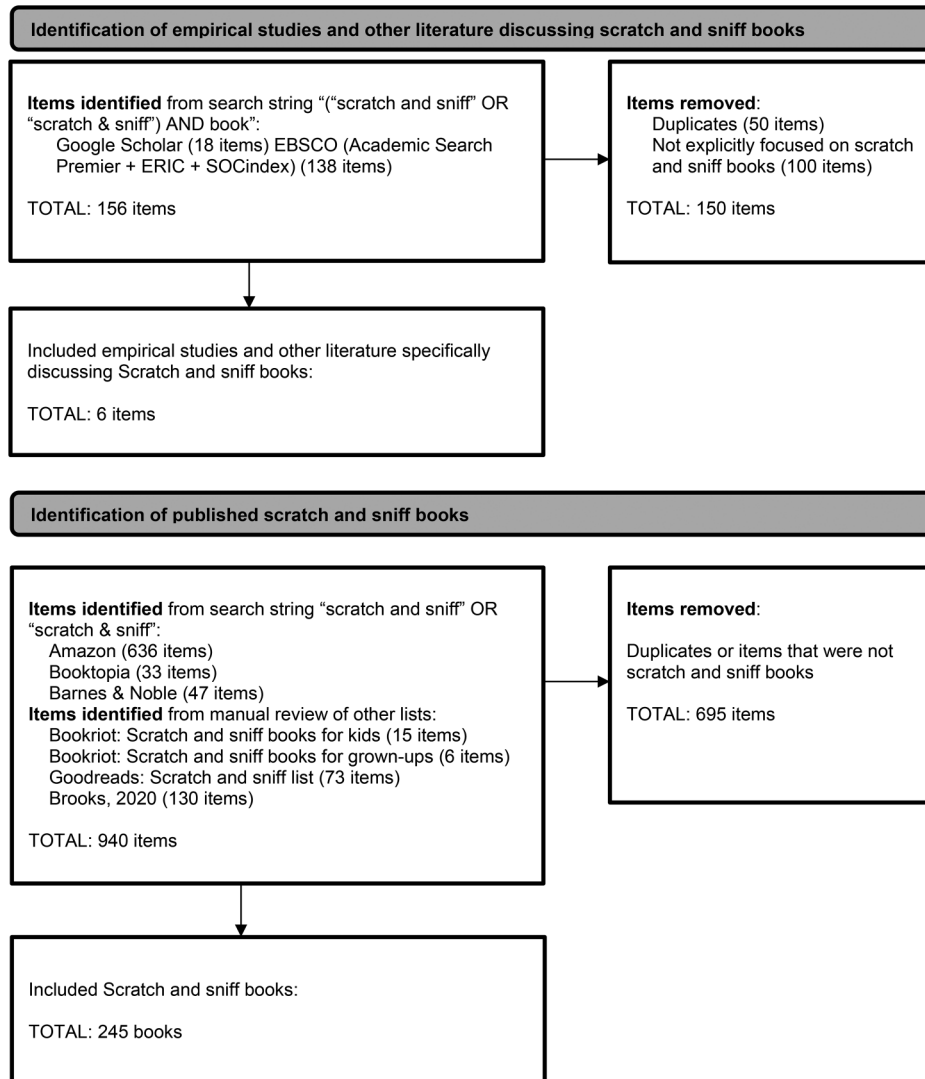 Identification of empirical studies and other literature discussing scratch and sniff books
Items identified from search string “(“scratch and sniff” OR
“scratch & sniff”) AND book”:
Google Scholar (18 items) EBSCO (Academic Search
Premier + ERIC + SOCindex) (138 items)
TOTAL: 156 items
Items removed:
Duplicates (50 items)
Not explicitly focused on scratch
and sniff books (100 items)
TOTAL: 150 items
Included empirical studies and other literature specifically
discussing Scratch and sniff books:
TOTAL: 6 items
Identification of published scratch and sniff books
Items identified from search string “scratch and sniff” OR
“scratch & sniff”:
Amazon (636 items)
Booktopia (33 items)
Barnes & Noble (47 items)
Items identified from manual review of other lists:
Bookriot: Scratch and sniff books for kids (15 items)
Bookriot: Scratch and sniff books for grown-ups (6 items)
Goodreads: Scratch and sniff list (73 items)
Brooks, 2020 (130 items)
TOTAL: 940 items
Items removed:
Duplicates or items that were not
scratch and sniff books
TOTAL: 695 items
Included Scratch and sniff books:
TOTAL: 245 books